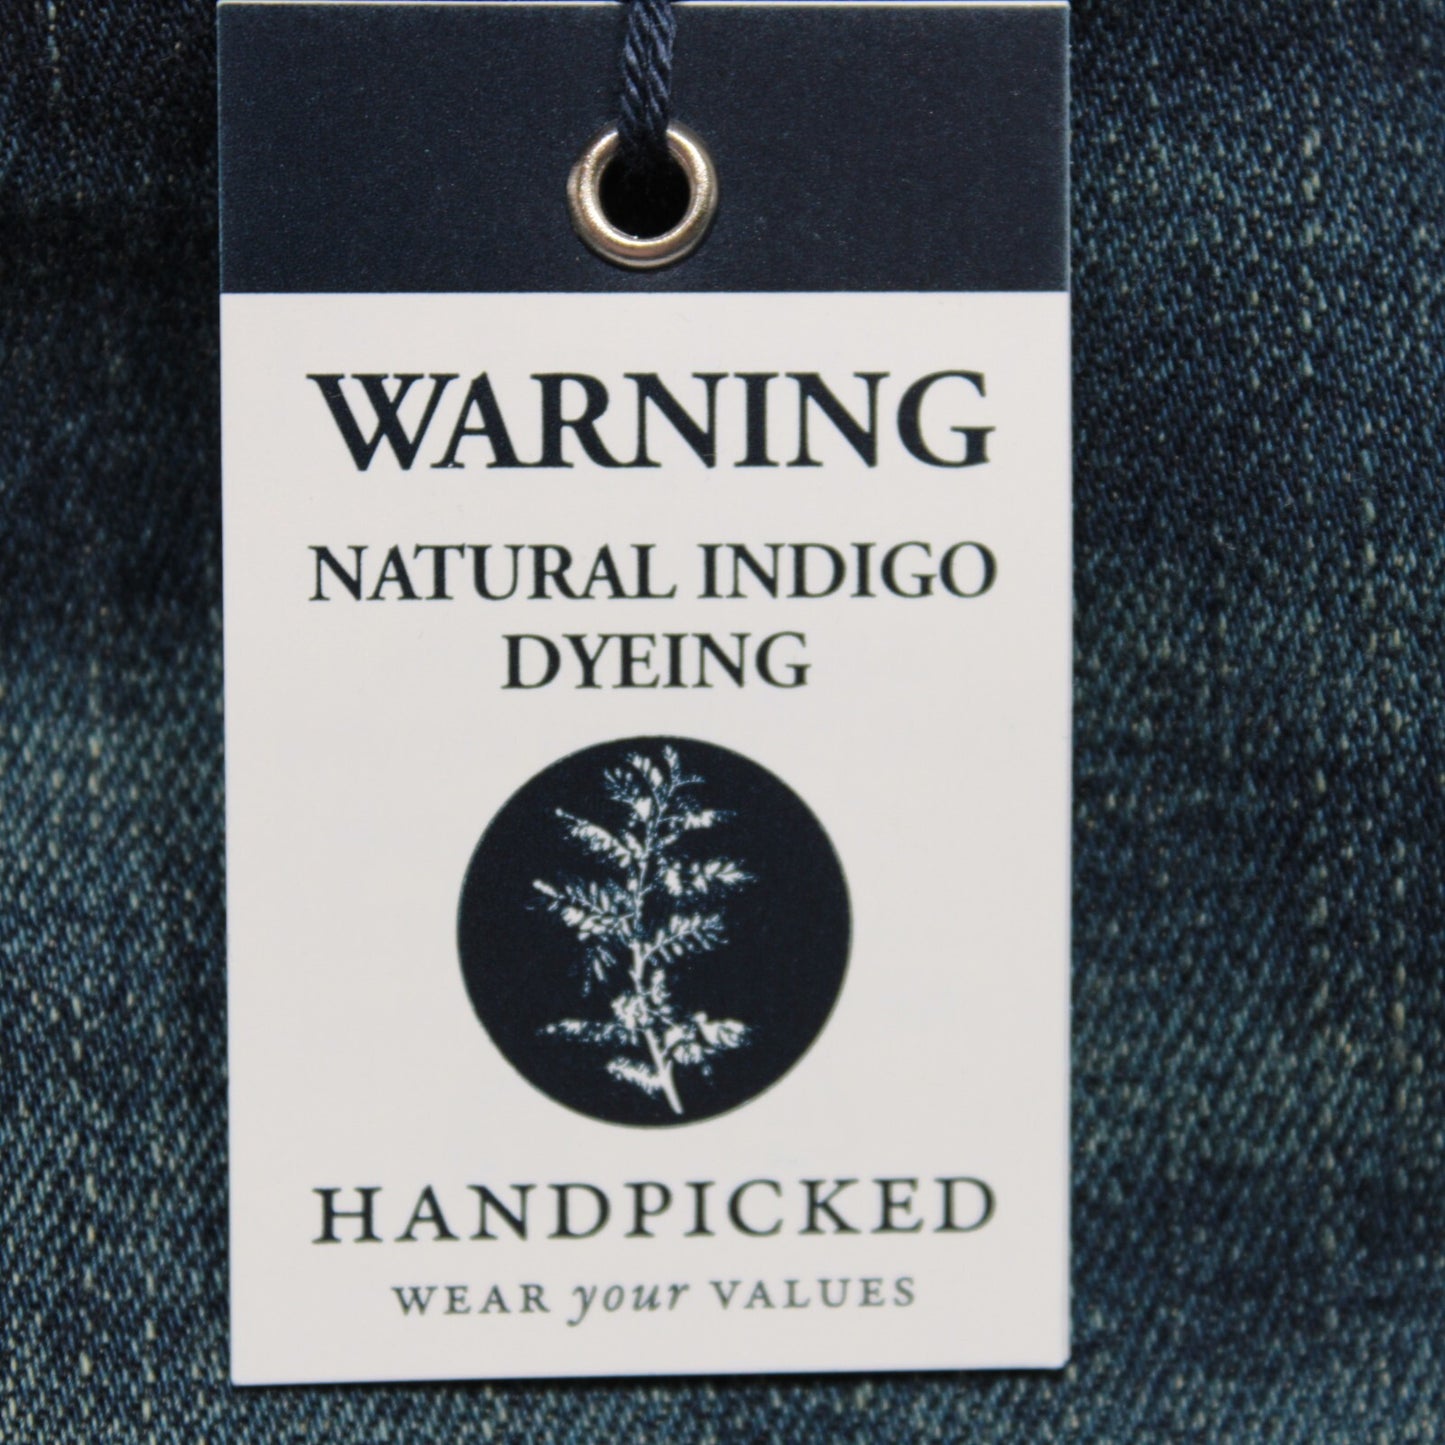 WARNING
NATURAL INDIGO
DYEING
HANDPICKED
WEAR your VALUES